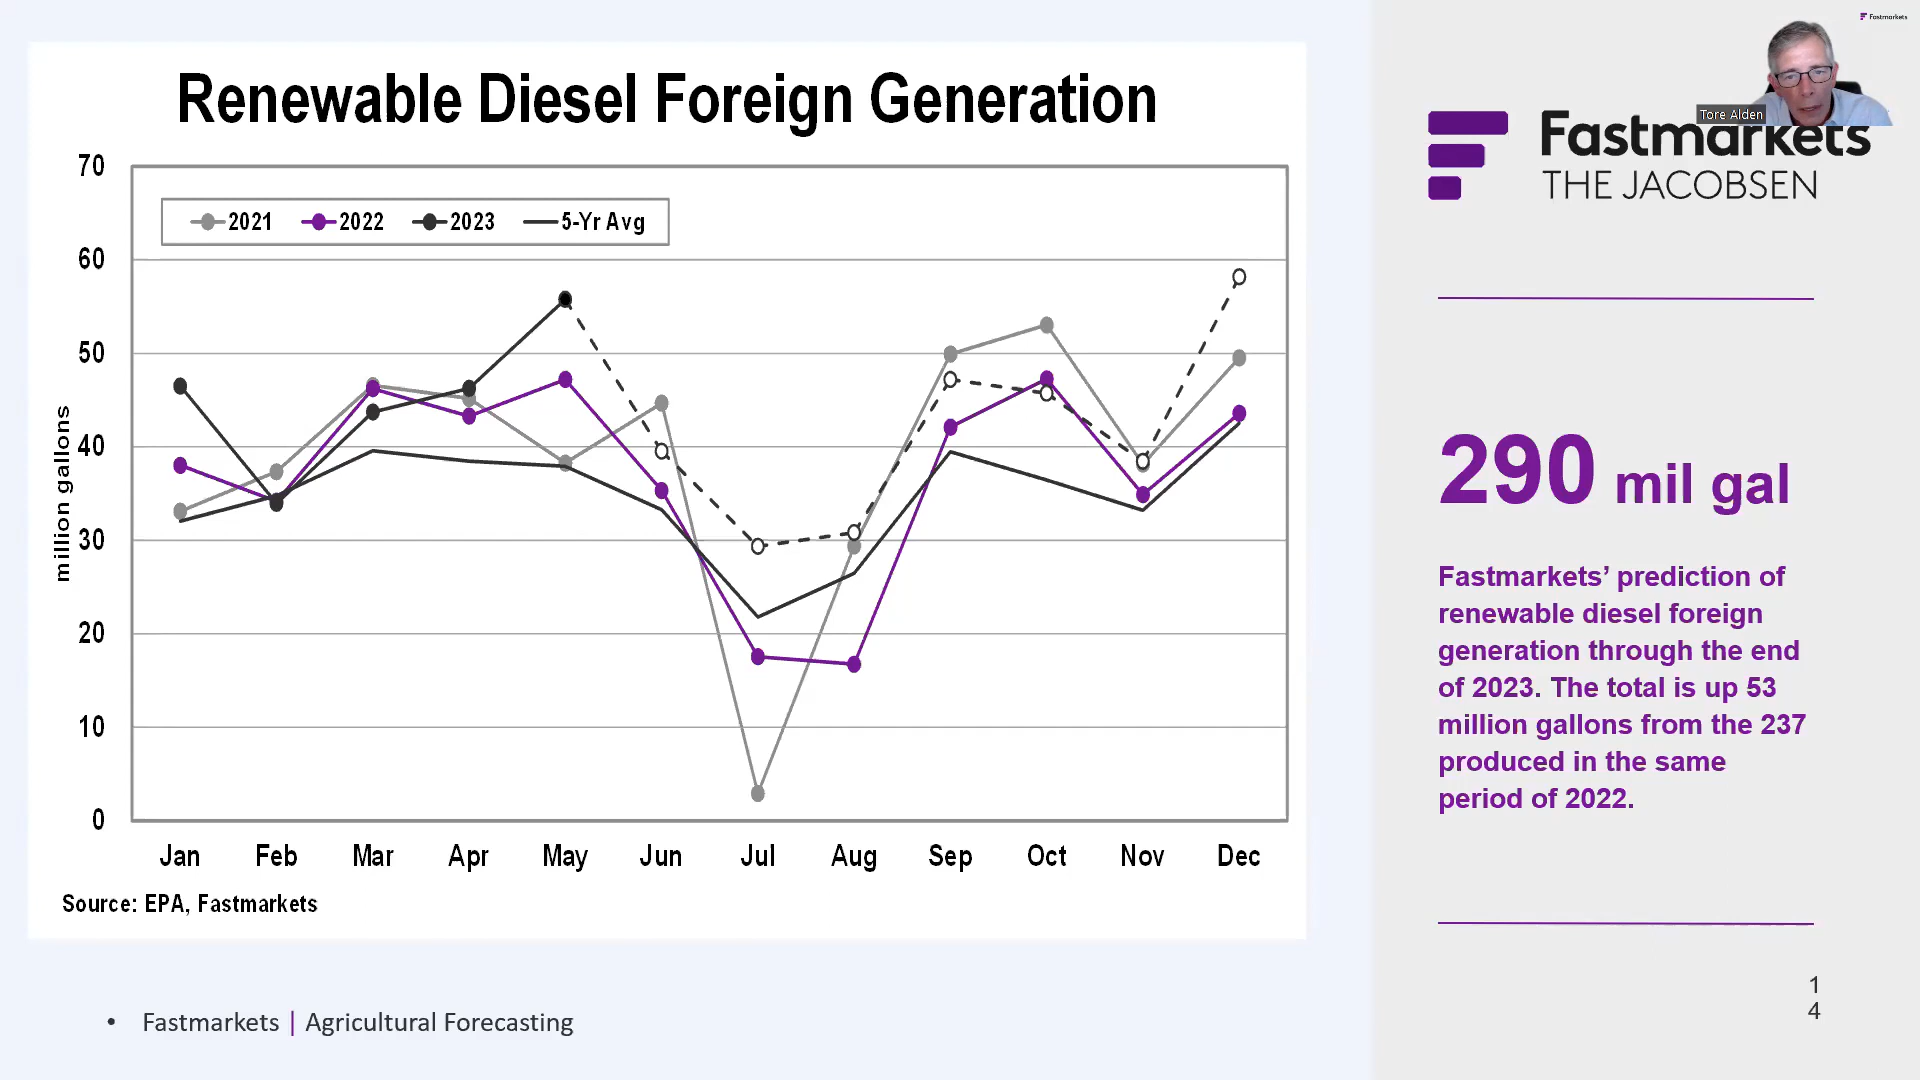 Renewable Diesel Foreign Generation
70
60
50
40
30
20
10
0
million gallons
2021 2022 2023 5-Yr Avg
Jan Feb Mar Apr May Jun Jul Aug Sep Oct Nov Dec
Source: EPA, Fastmarkets
• Fastmarkets | Agricultural Forecasting
Fastmarkets
Tore Alden
Fastmarkets
THE JACOBSEN
290 mil gal
Fastmarkets’ prediction of
renewable diesel foreign
generation through the end
of 2023. The total is up 53
million gallons from the 237
produced in the same
period of 2022.
1
4